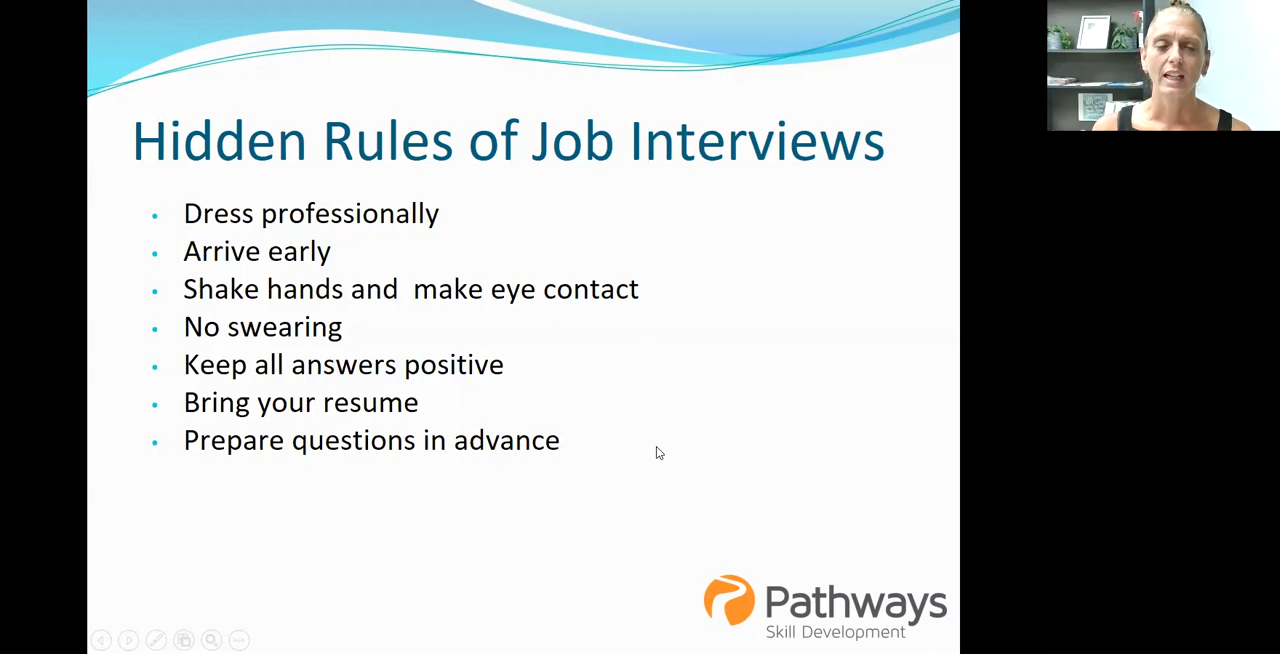 Hidden Rules of Job Interviews
Dress professionally
Arrive early
Shake hands and  make eye contact
No swearing
Keep all answers positive
Bring your resume
Prepare questions in advance
Pathways
Skill Development